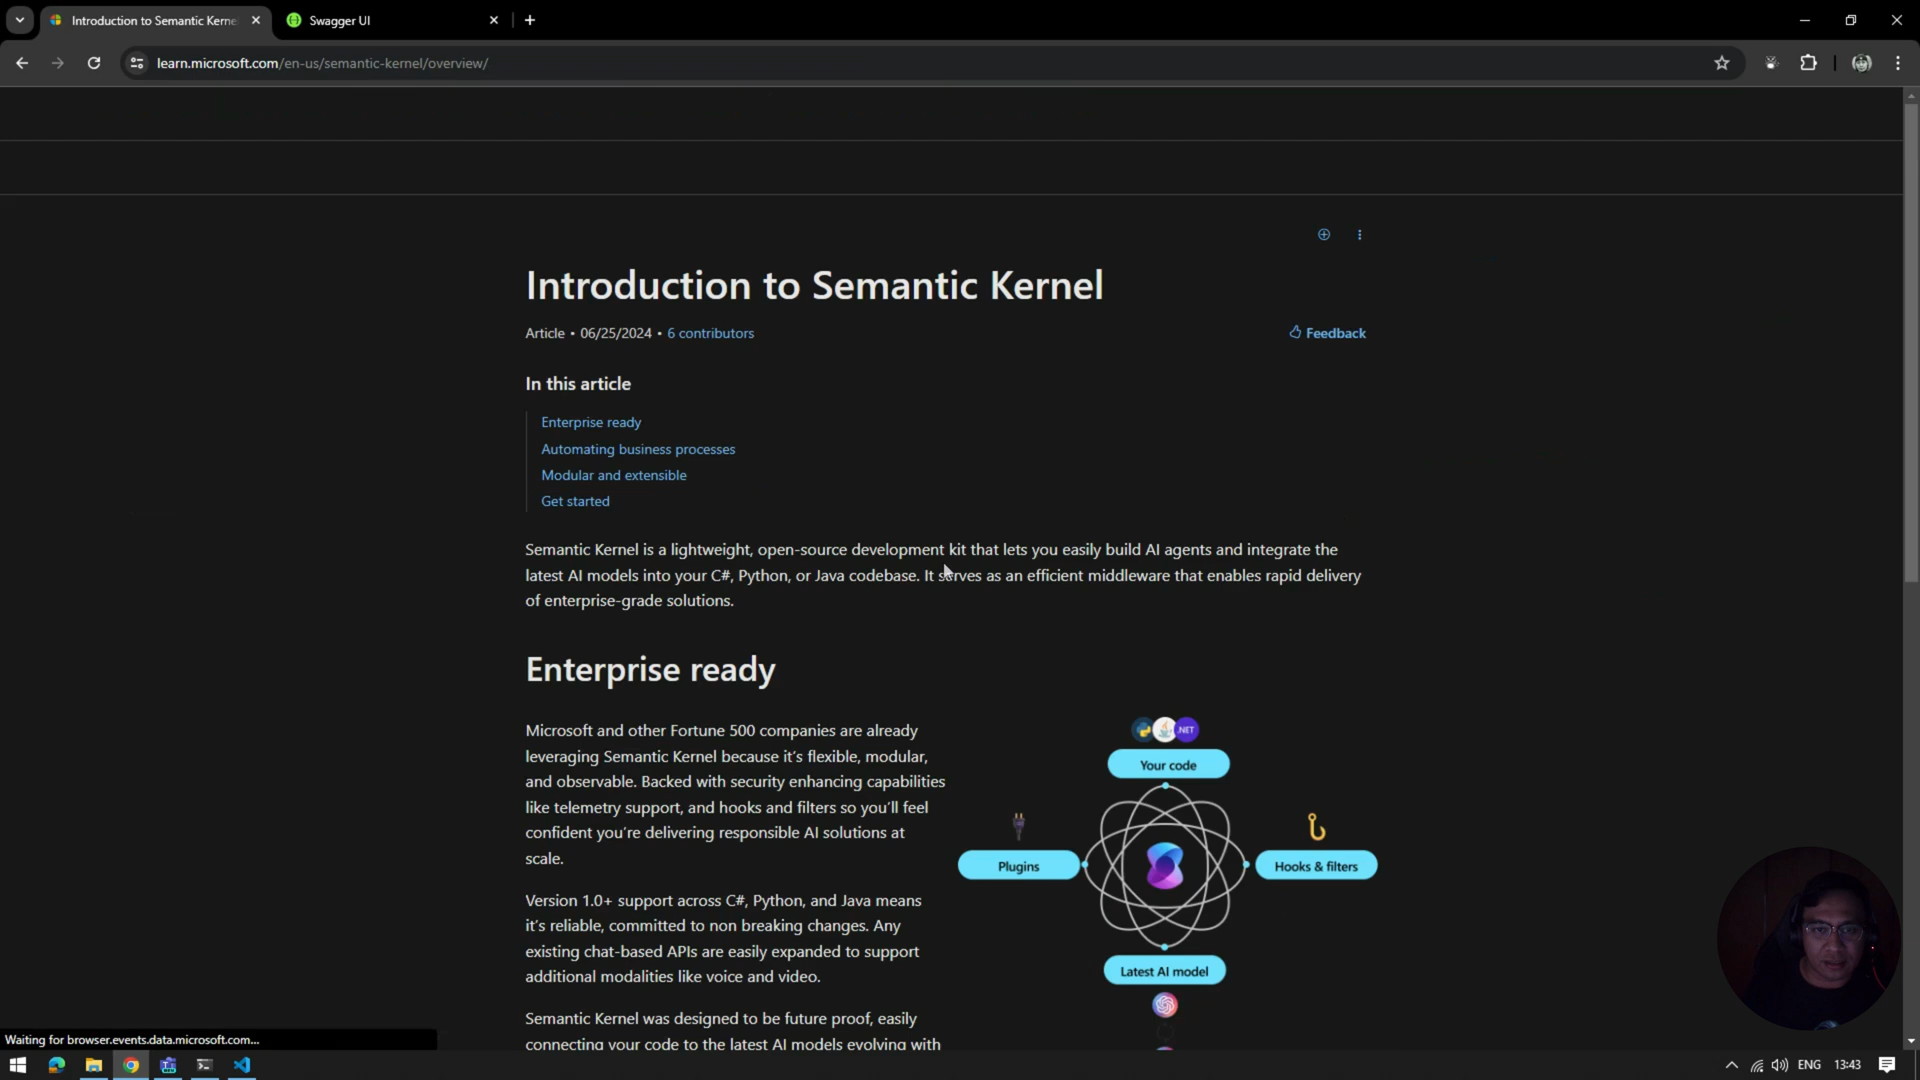 Introduction to Semantic Kerne
Swagger UI
learn.microsoft.com/en-us/semantic-kernel/overview/
Introduction to Semantic Kernel
Article • 06/25/2024 • 6 contributors
Feedback
In this article
Enterprise ready
Automating business processes
Modular and extensible
Get started
Semantic Kernel is a lightweight, open-source development kit that lets you easily build AI agents and integrate the
latest AI models into your C#, Python, or Java codebase. It serves as an efficient middleware that enables rapid delivery
of enterprise-grade solutions.
Enterprise ready
Microsoft and other Fortune 500 companies are already
leveraging Semantic Kernel because it's flexible, modular,
and observable. Backed with security enhancing capabilities
like telemetry support, and hooks and filters so you'll feel
confident you're delivering responsible AI solutions at
scale.
Version 1.0+ support across C#, Python, and Java means
it's reliable, committed to non breaking changes. Any
existing chat-based APIs are easily expanded to support
additional modalities like voice and video.
Semantic Kernel was designed to be future proof, easily
connecting your code to the latest AI models evolving with
.NET
Your code
Plugins
Hooks & filters
Latest AI model
Waiting for browser.events.data.microsoft.com...
ENG
13:43